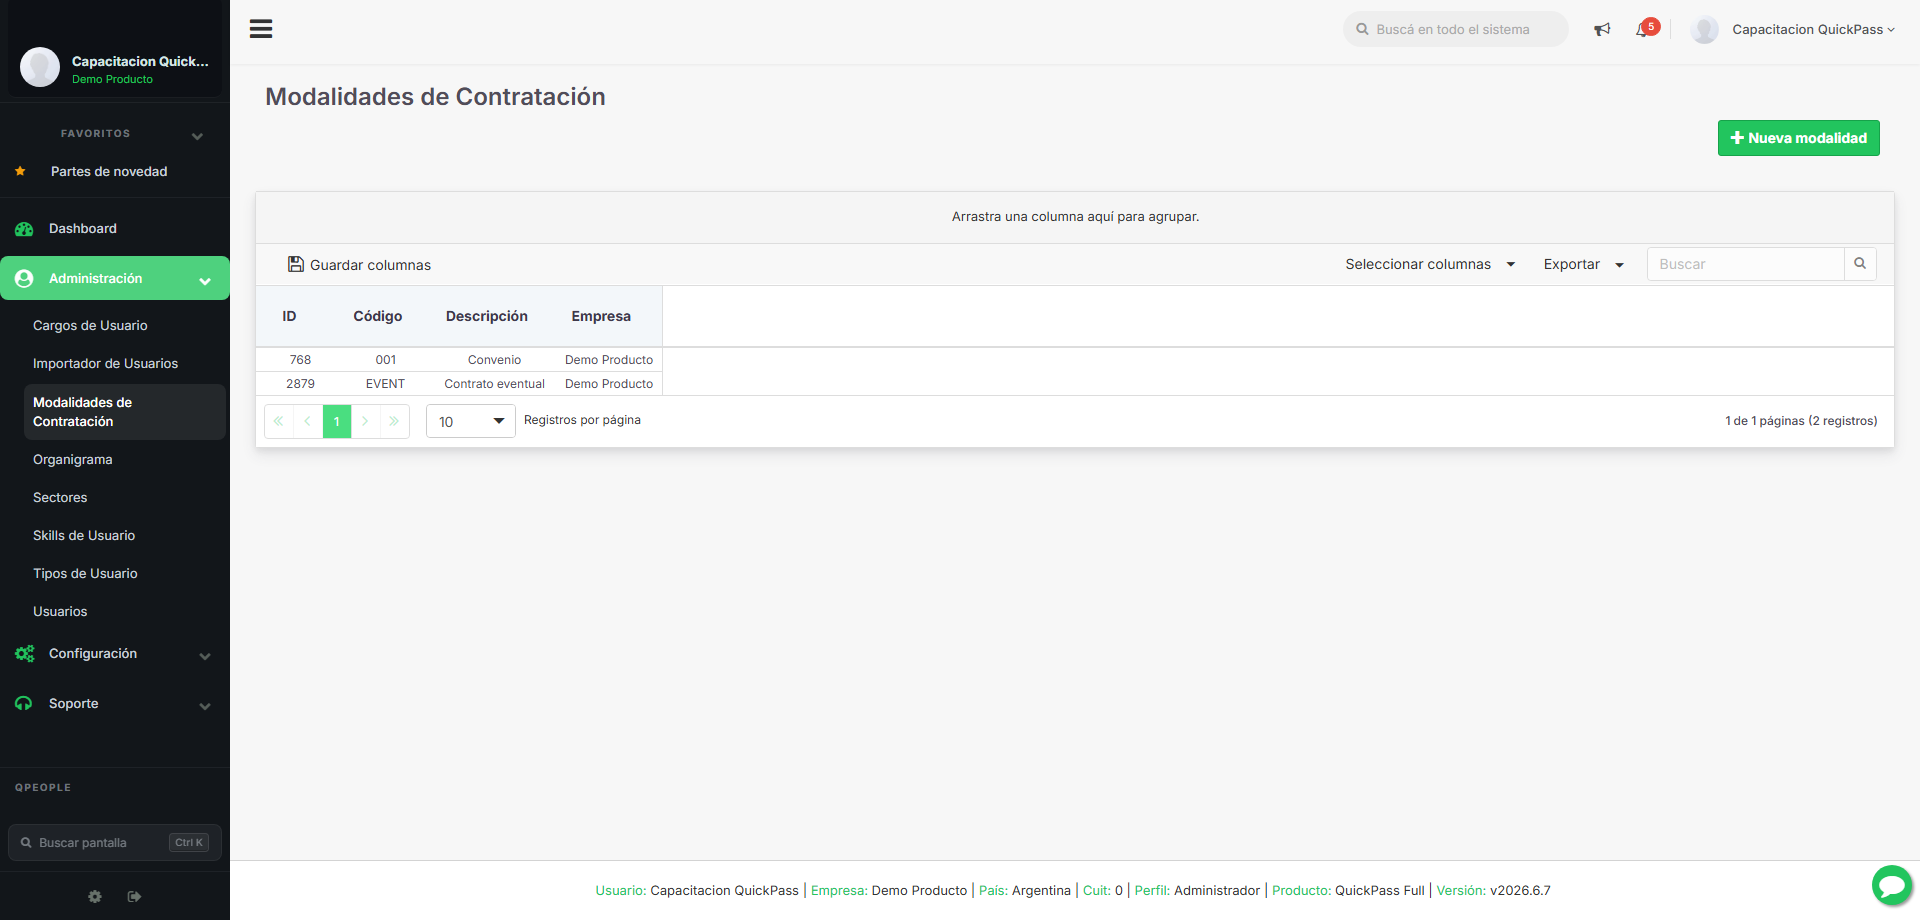 Capacitacion Quick...
Demo Producto
FAVORITOS
Partes de novedad
Dashboard
Administración
Cargos de Usuario
Importador de Usuarios
Modalidades de
Contratación
Organigrama
Sectores
Skills de Usuario
Tipos de Usuario
Usuarios
Configuración
Soporte
QPEOPLE
Buscar pantalla Ctrl K
Buscá en todo el sistema 5 Capacitacion QuickPass
Modalidades de Contratación
Nueva modalidad
Arrastra una columna aquí para agrupar.
Guardar columnas Seleccionar columnas Exportar Buscar
ID Código Descripción Empresa
768 001 Convenio Demo Producto
2879 EVENT Contrato eventual Demo Producto
1 10 Registros por página 1 de 1 páginas (2 registros)
Usuario: Capacitacion QuickPass | Empresa: Demo Producto | País: Argentina | Cuit: 0 | Perfil: Administrador | Producto: QuickPass Full | Versión: v2026.6.7